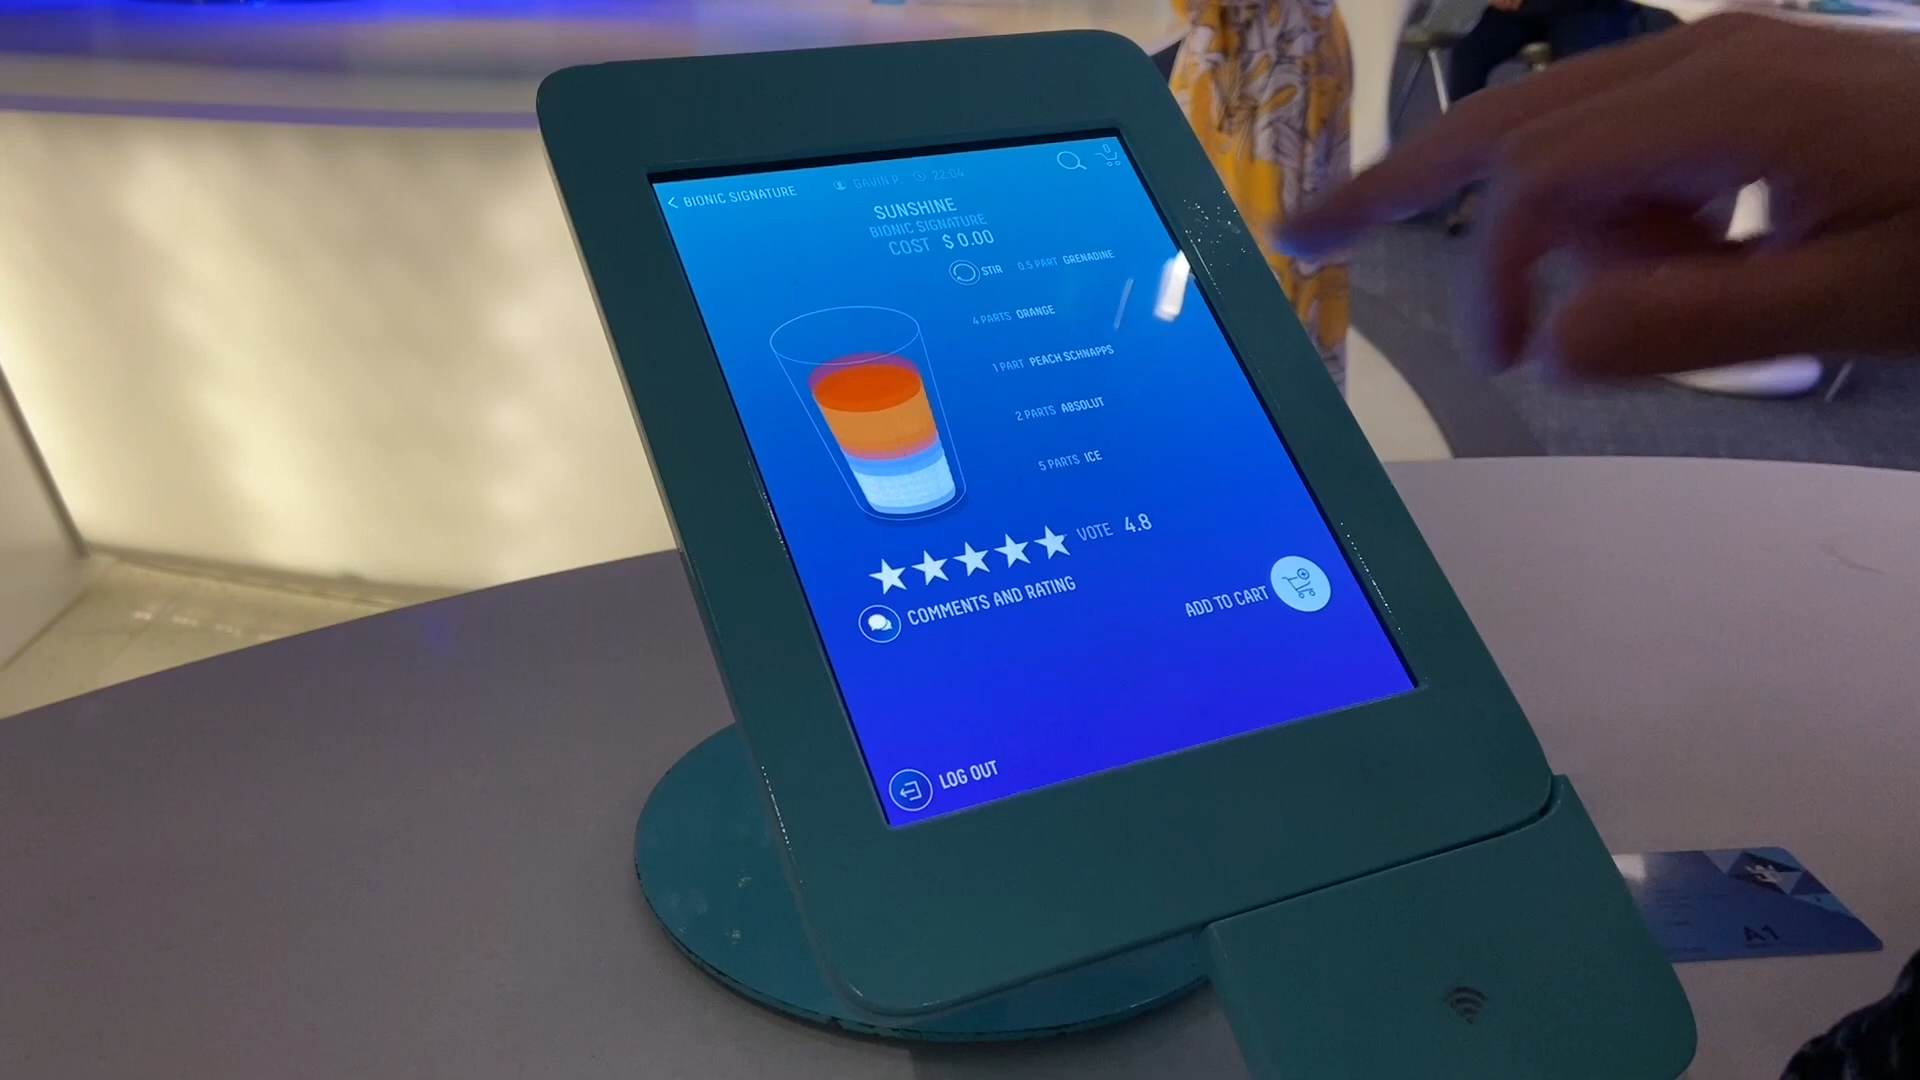 < BIONIC SIGNATURE
GAVIN P. 22:04
0
SUNSHINE
BIONIC SIGNATURE
COST $ 0.00
STIR 0.5 PART GRENADINE
4 PARTS ORANGE
1 PART PEACH SCHNAPPS
2 PARTS ABSOLUT
5 PARTS ICE
VOTE 4.8
COMMENTS AND RATING
ADD TO CART
LOG OUT
A1